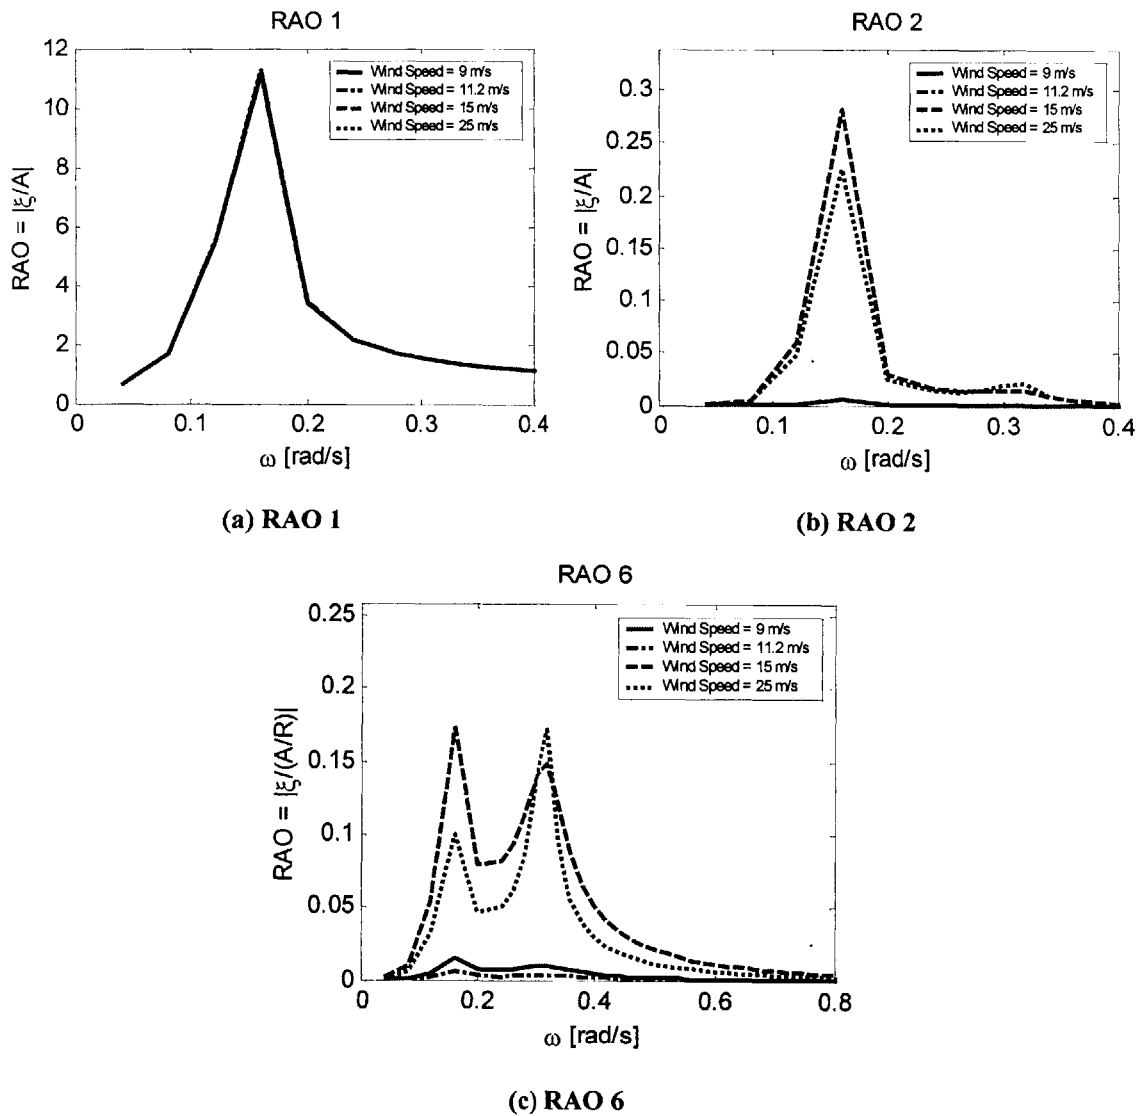 RAO 1
12
10
8
6
4
2
0
RAO = |ξ/A|
Wind Speed = 9 m/s
Wind Speed = 11.2 m/s
Wind Speed = 15 m/s
Wind Speed = 25 m/s
0 0.1 0.2 0.3 0.4
ω [rad/s]
(a) RAO 1
RAO 2
0.3
0.25
0.2
0.15
0.1
0.05
0
RAO = |ξ/A|
Wind Speed = 9 m/s
Wind Speed = 11.2 m/s
Wind Speed = 15 m/s
Wind Speed = 25 m/s
0 0.1 0.2 0.3 0.4
ω [rad/s]
(b) RAO 2
RAO 6
0.25
0.2
0.15
0.1
0.05
0
RAO = |ξ/(A/R)|
Wind Speed = 9 m/s
Wind Speed = 11.2 m/s
Wind Speed = 15 m/s
Wind Speed = 25 m/s
0 0.2 0.4 0.6 0.8
ω [rad/s]
(c) RAO 6